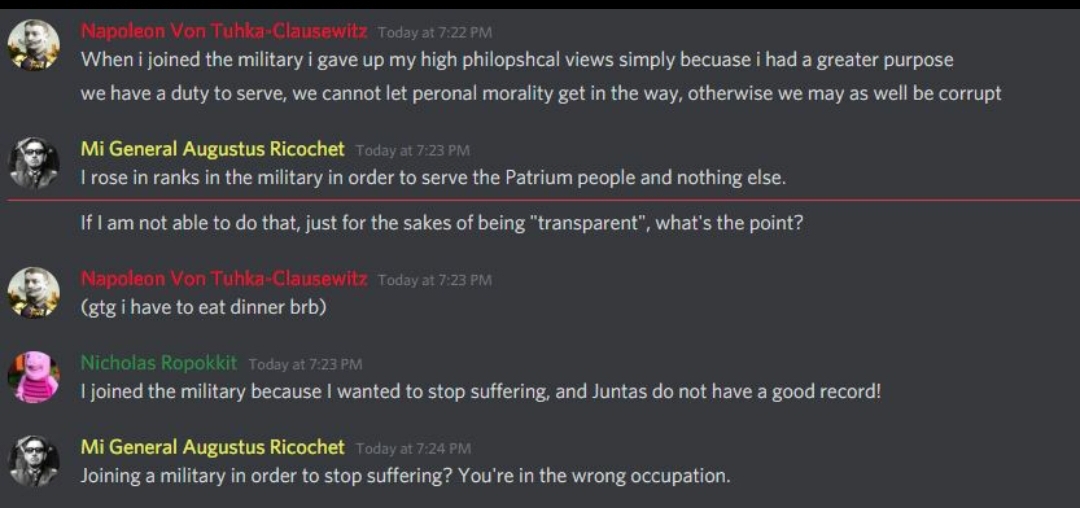 Napoleon Von Tuhka-Clausewitz Today at 7:22 PM
When i joined the military i gave up my high philopshcal views simply becuase i had a greater purpose
we have a duty to serve, we cannot let peronal morality get in the way, otherwise we may as well be corrupt
Mi General Augustus Ricochet Today at 7:23 PM
I rose in ranks in the military in order to serve the Patrium people and nothing else.
If I am not able to do that, just for the sakes of being "transparent", what's the point?
Napoleon Von Tuhka-Clausewitz Today at 7:23 PM
(gtg i have to eat dinner brb)
Nicholas Ropokkit Today at 7:23 PM
I joined the military because I wanted to stop suffering, and Juntas do not have a good record!
Mi General Augustus Ricochet Today at 7:24 PM
Joining a military in order to stop suffering? You're in the wrong occupation.